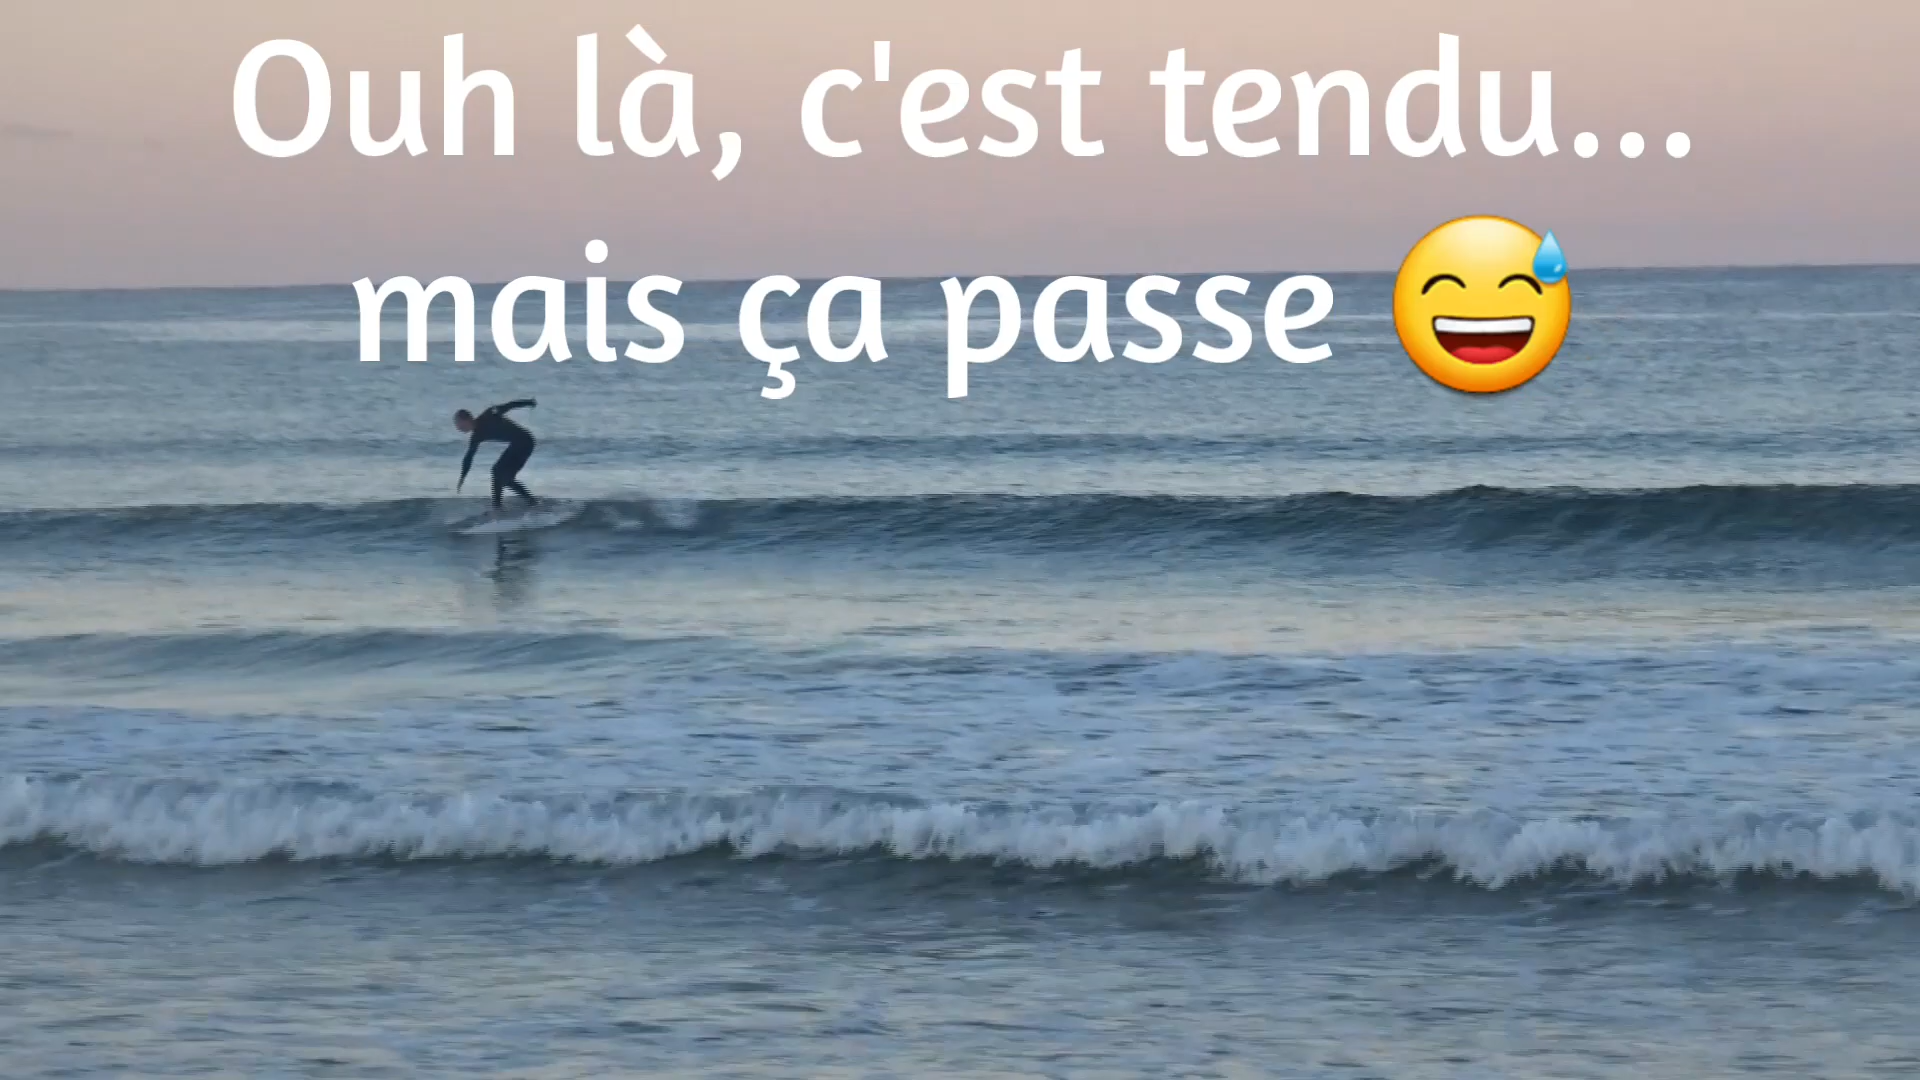 Ouh là, c'est tendu...
mais ça passe 😅